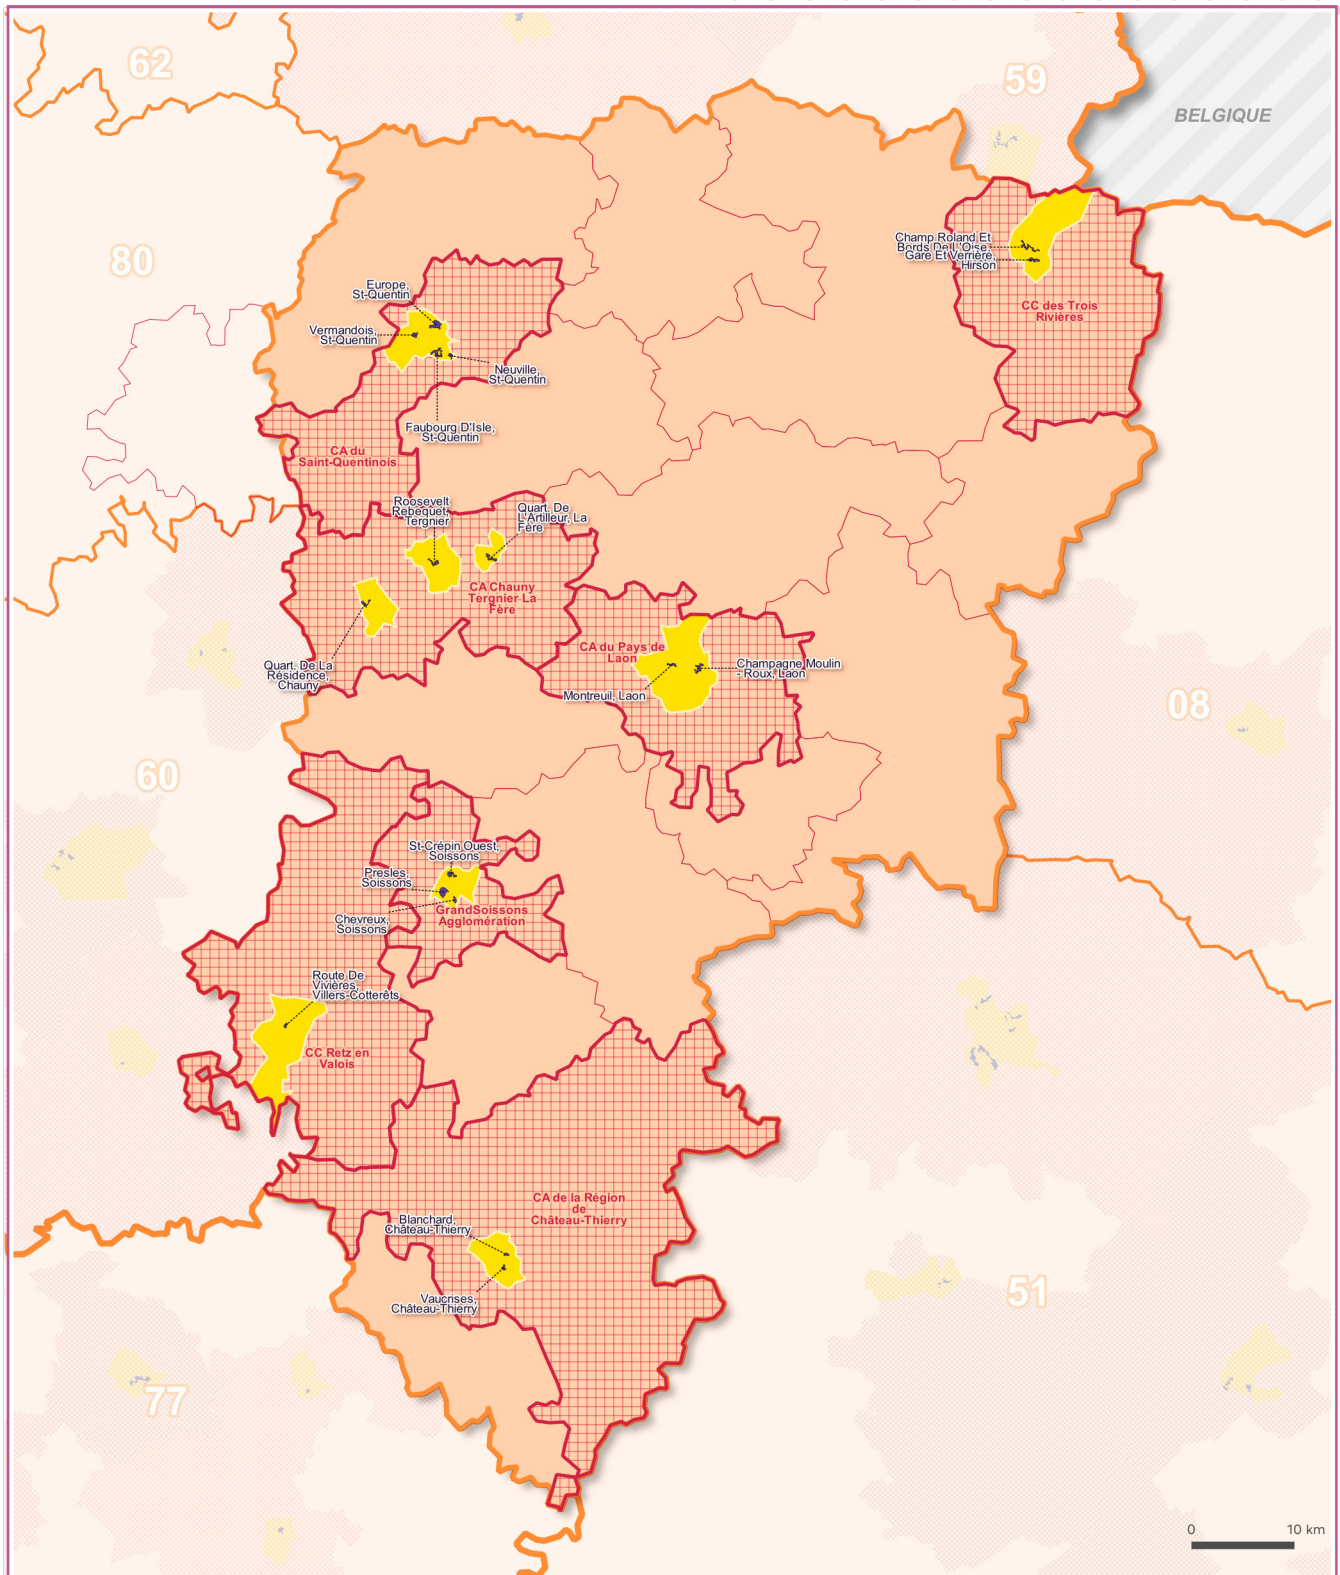 62
59
BELGIQUE
80
Champ Roland Et
Bords De L'Oise,
Gare Et Verrerie,
Hirson
CC des Trois
Rivières
Europe,
St-Quentin
Vermandois,
St-Quentin
Neuville,
St-Quentin
Faubourg D'Isle,
St-Quentin
CA du
Saint-Quentinois
Roosevelt
Rebequet,
Tergnier
Quart. De
L'Artilleur, La
Fère
CA Chauny
Tergnier La
Fère
Quart. De La
Résidence,
Chauny
CA du Pays de
Laon
Champagne Moulin
- Roux, Laon
Montreuil, Laon
08
60
St-Crépin Ouest,
Soissons
Presles,
Soissons
Chevreux,
Soissons
GrandSoissons
Agglomération
Route De
Vivières,
Villers-Cotterêts
CC Retz en
Valois
CA de la Région
de
Château-Thierry
Blanchard,
Château-Thierry
Vaucrises,
Château-Thierry
51
77
0 10 km